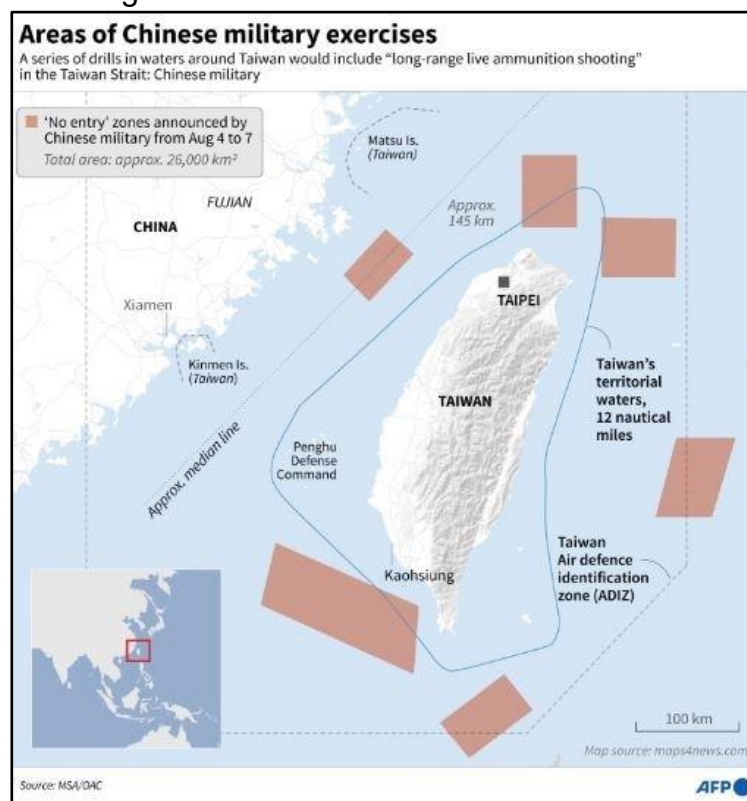 Areas of Chinese military exercises
A series of drills in waters around Taiwan would include “long-range live ammunition shooting”
in the Taiwan Strait: Chinese military
'No entry' zones announced by
Chinese military from Aug 4 to 7
Total area: approx. 26,000 km²
Matsu Is.
(Taiwan)
FUJIAN
CHINA
Approx.
145 km
Xiamen
TAIPEI
Kinmen Is.
(Taiwan)
Taiwan's
territorial
waters,
12 nautical
miles
TAIWAN
Approx. median line
Penghu
Defense
Command
Taiwan
Air defence
identification
zone (ADIZ)
Kaohsiung
100 km
Map source: maps4news.com
Source: MSA/OAC
AFP